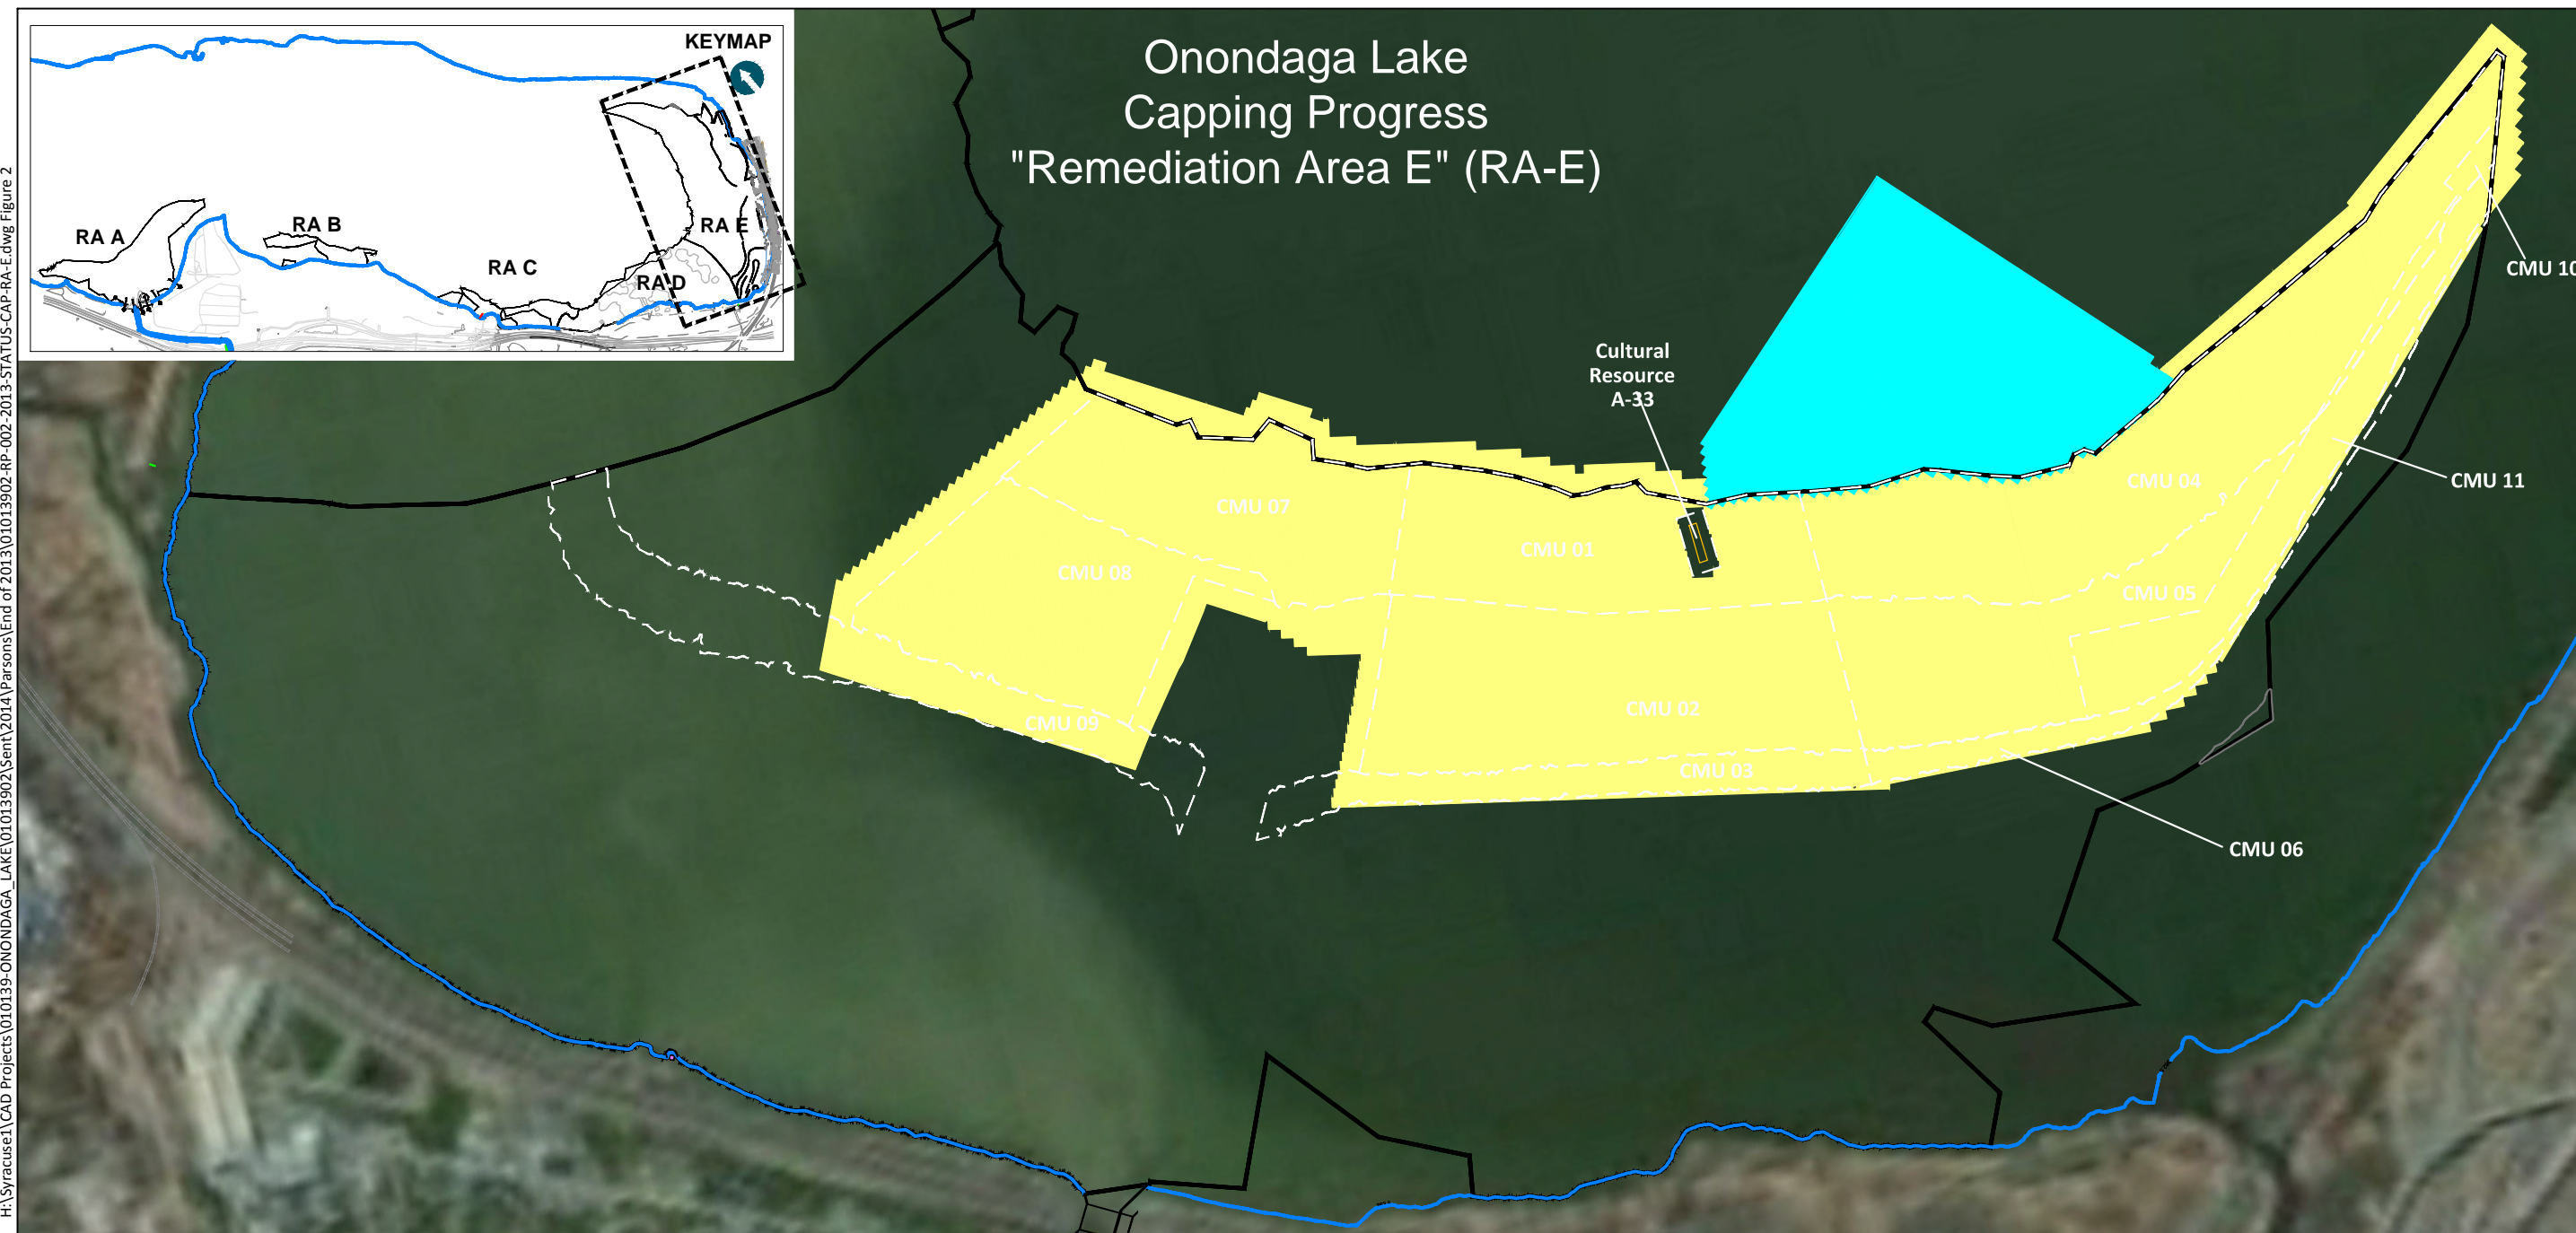 H:\Syracuse1\CAD Projects\010139-ONONDAGA_LAKE\01013902\Sent\2014\Parsons\End of 2013\01013902-RP-002-2013-STATUS-CAP-RA-E.dwg Figure 2
KEYMAP
RA A
RA B
RA C
RA D
RA E
Onondaga Lake
Capping Progress
"Remediation Area E" (RA-E)
Cultural
Resource
A-33
CMU 10
CMU 11
CMU 04
CMU 07
CMU 01
CMU 08
CMU 05
CMU 02
CMU 09
CMU 03
CMU 06